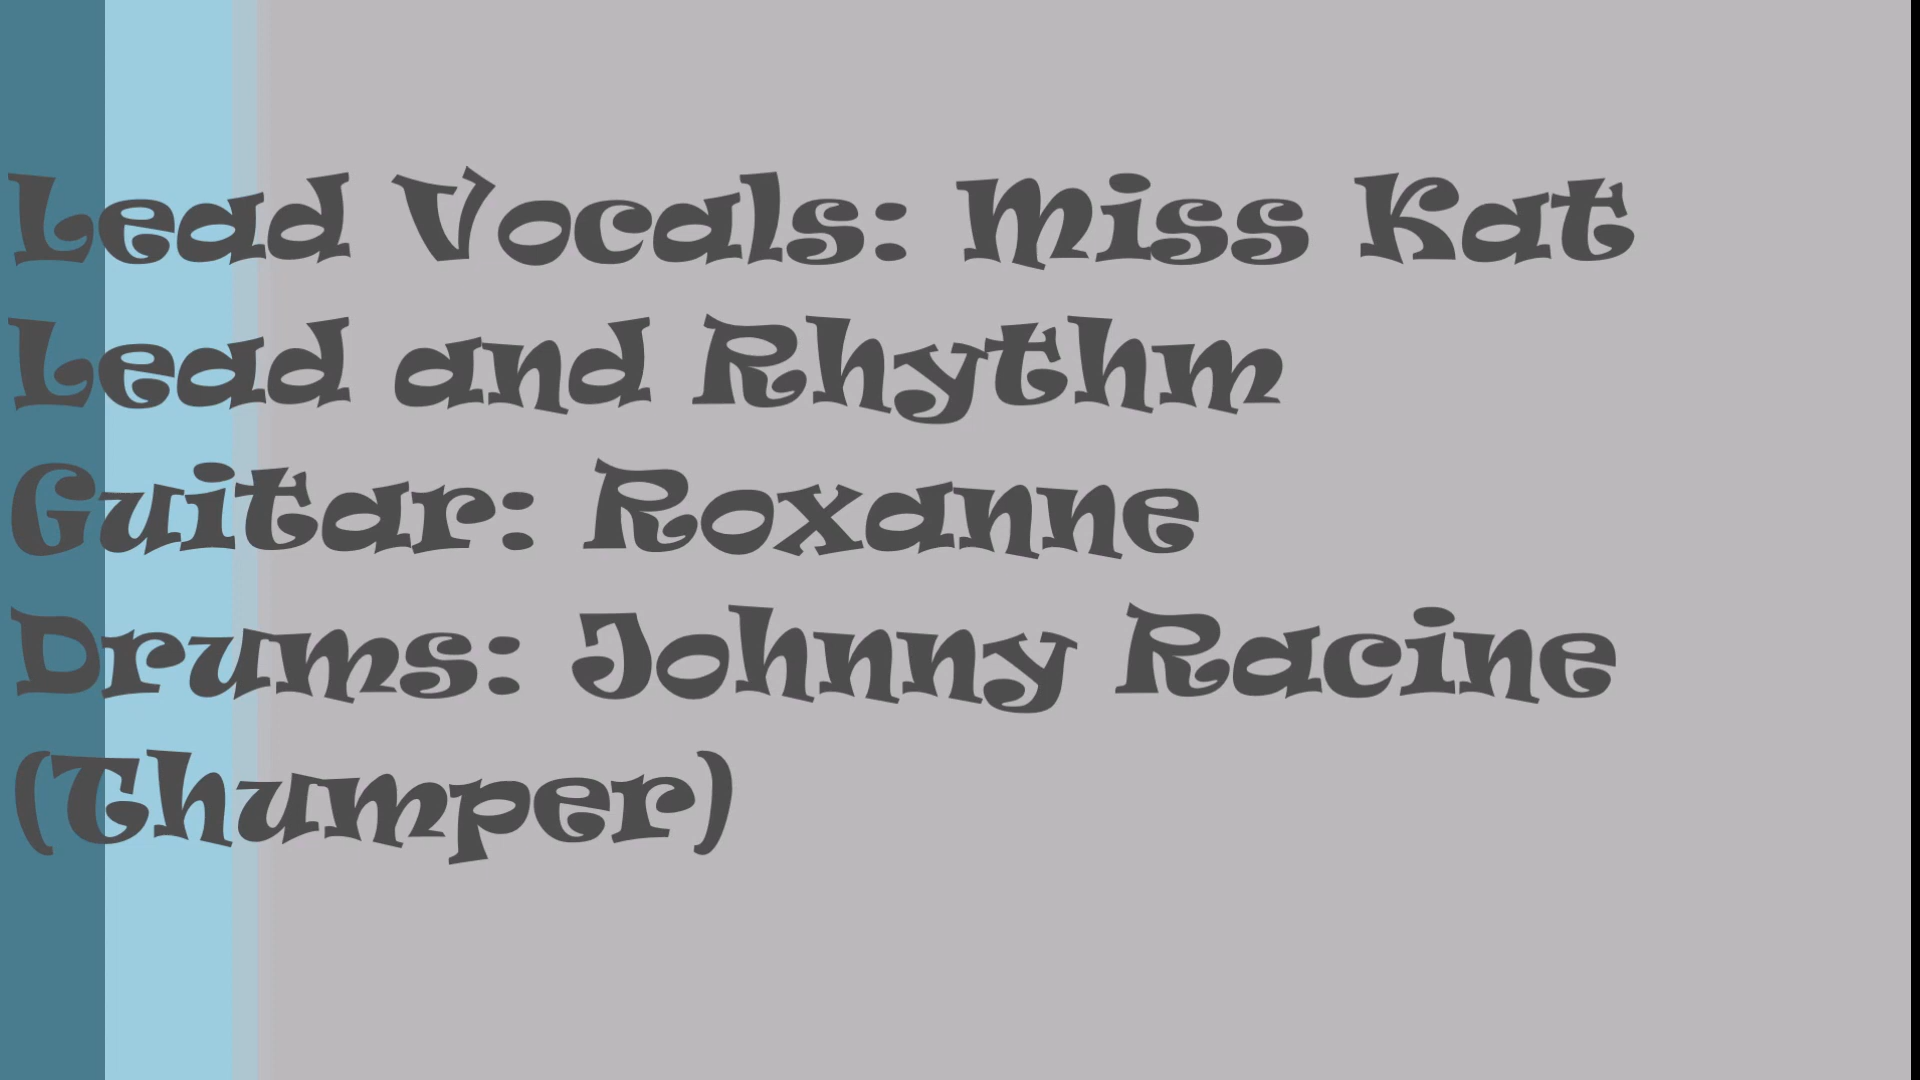 Lead Vocals: Miss Kat
Lead and Rhythm
Guitar: Roxanne
Drums: Johnny Racine
(Thumper)